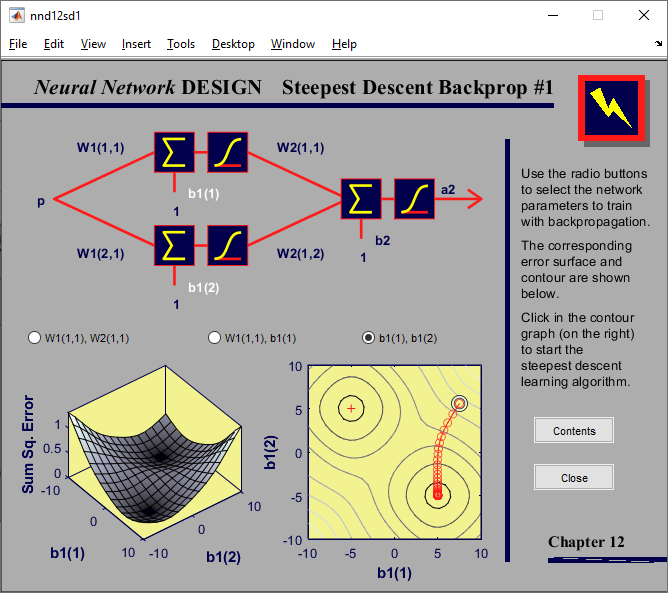 nnd12sd1
File Edit View Insert Tools Desktop Window Help
Neural Network DESIGN Steepest Descent Backprop #1
W1(1,1)
W2(1,1)
b1(1)
1
p
a2
b2
1
W1(2,1)
W2(1,2)
b1(2)
1
Use the radio buttons
to select the network
parameters to train
with backpropagation.
The corresponding
error surface and
contour are shown
below.
Click in the contour
graph (on the right)
to start the
steepest descent
learning algorithm.
W1(1,1), W2(1,1)
W1(1,1), b1(1)
b1(1), b1(2)
Sum Sq. Error
1
0.5
0
-10
0
10
b1(1)
-10
0
10
b1(2)
10
5
0
-5
-10
b1(2)
-10 -5 0 5 10
b1(1)
Contents
Close
Chapter 12